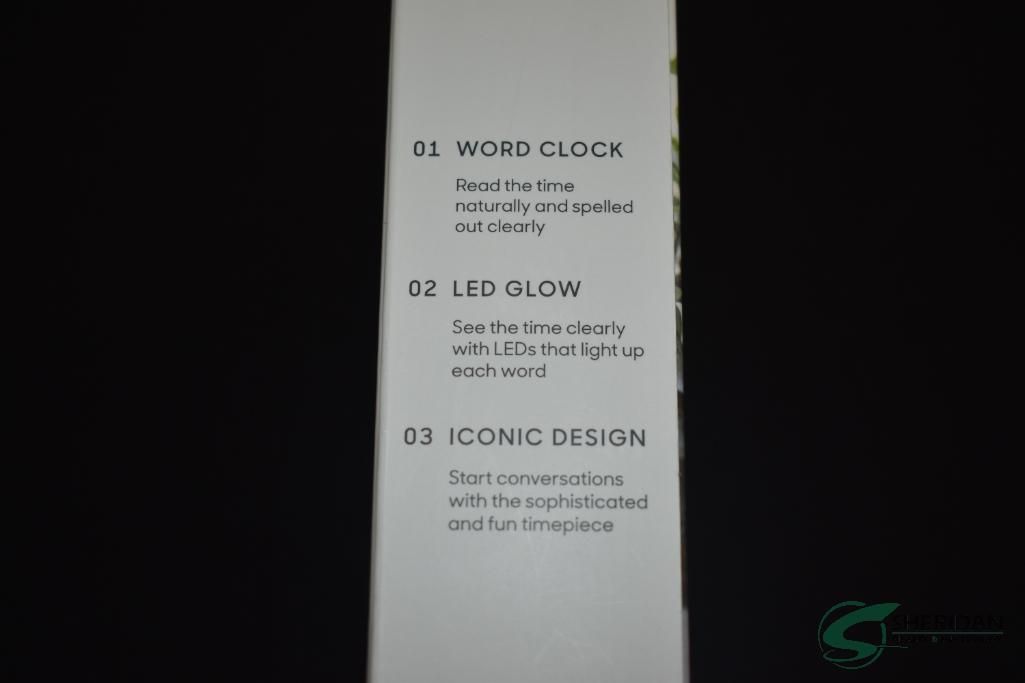 01 WORD CLOCK
Read the time
naturally and spelled
out clearly
02 LED GLOW
See the time clearly
with LEDs that light up
each word
03 ICONIC DESIGN
Start conversations
with the sophisticated
and fun timepiece
SHERIDAN